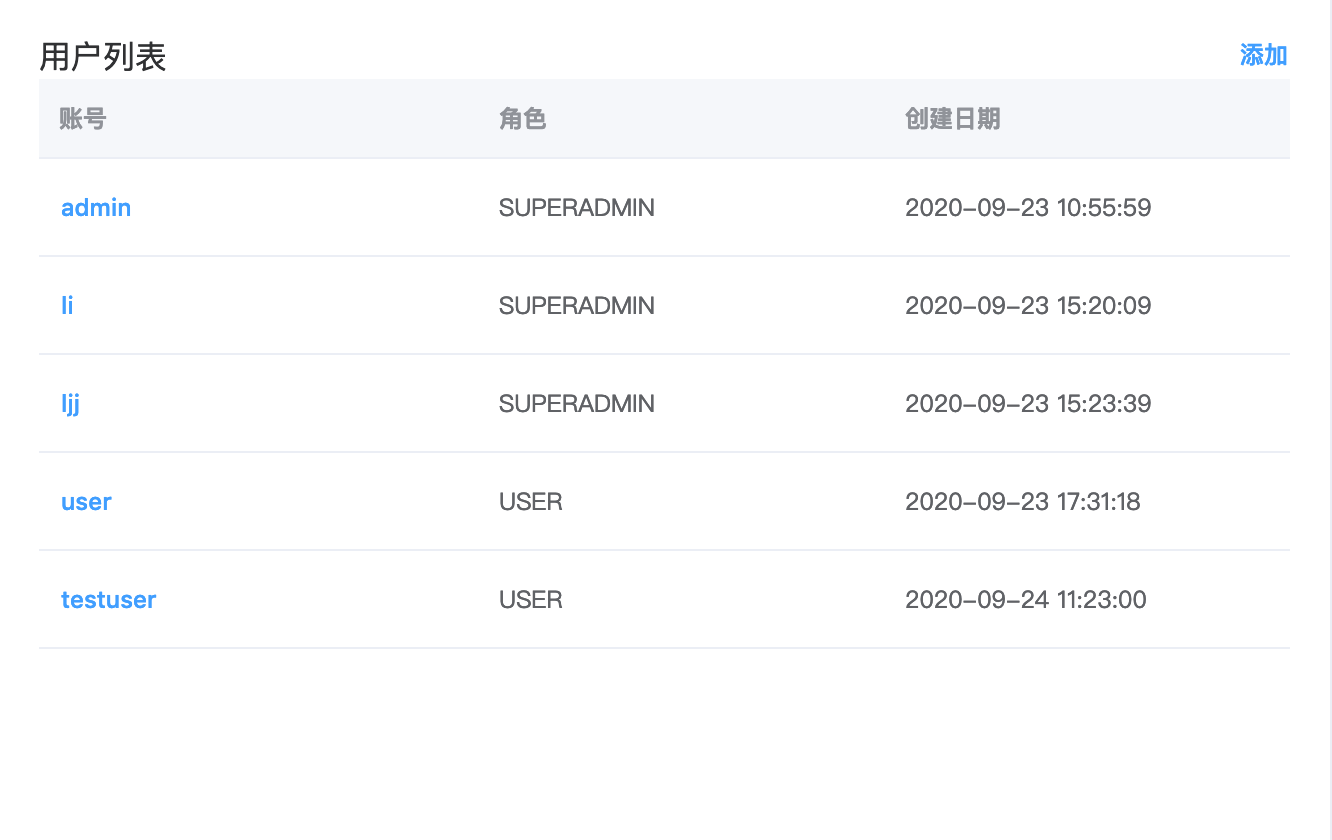 用户列表 添加
账号 角色 创建日期
admin SUPERADMIN 2020-09-23 10:55:59
li SUPERADMIN 2020-09-23 15:20:09
ljj SUPERADMIN 2020-09-23 15:23:39
user USER 2020-09-23 17:31:18
testuser USER 2020-09-24 11:23:00